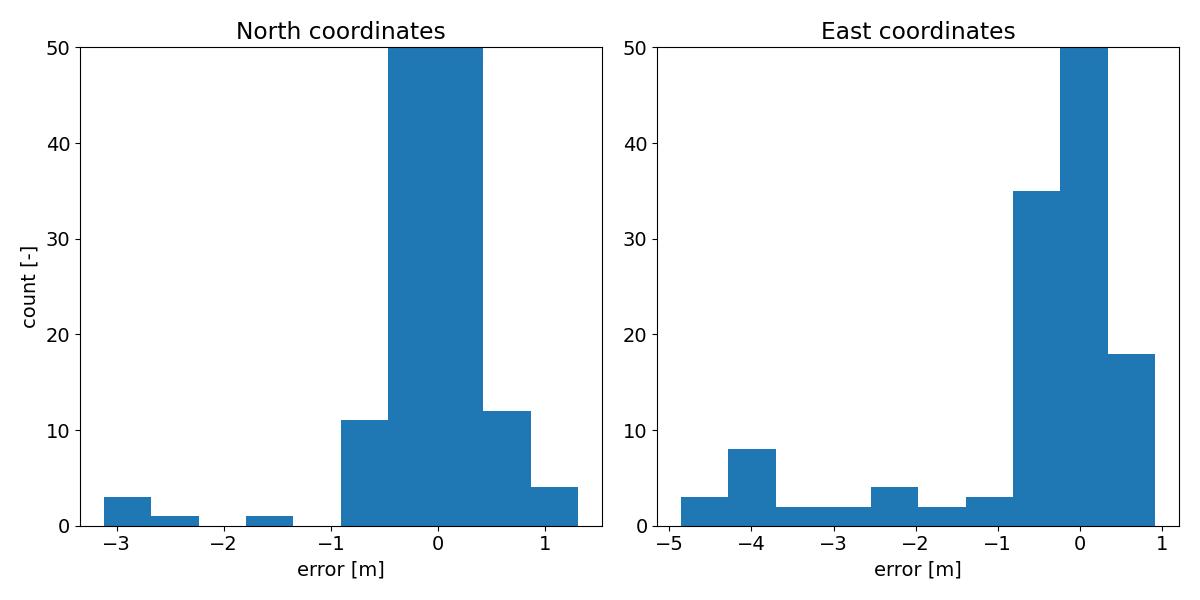 North coordinates
50
40
30
20
10
0
count [-]
−3 −2 −1 0 1
error [m]
East coordinates
50
40
30
20
10
0
−5 −4 −3 −2 −1 0 1
error [m]